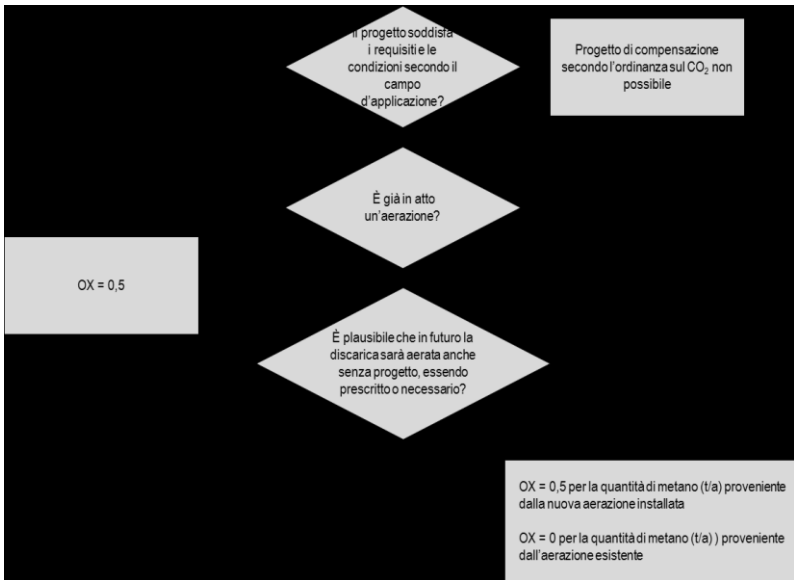 Il progetto soddisfa
i requisiti e le
condizioni secondo il
campo
d'applicazione?
Progetto di compensazione
secondo l'ordinanza sul CO₂ non
possibile
È già in atto
un'aerazione?
OX = 0,5
È plausibile che in futuro la
discarica sarà aerata anche
senza progetto, essendo
prescritto o necessario?
OX = 0,5 per la quantità di metano (t/a) proveniente
dalla nuova aerazione installata
OX = 0 per la quantità di metano (t/a) ) proveniente
dall'aerazione esistente